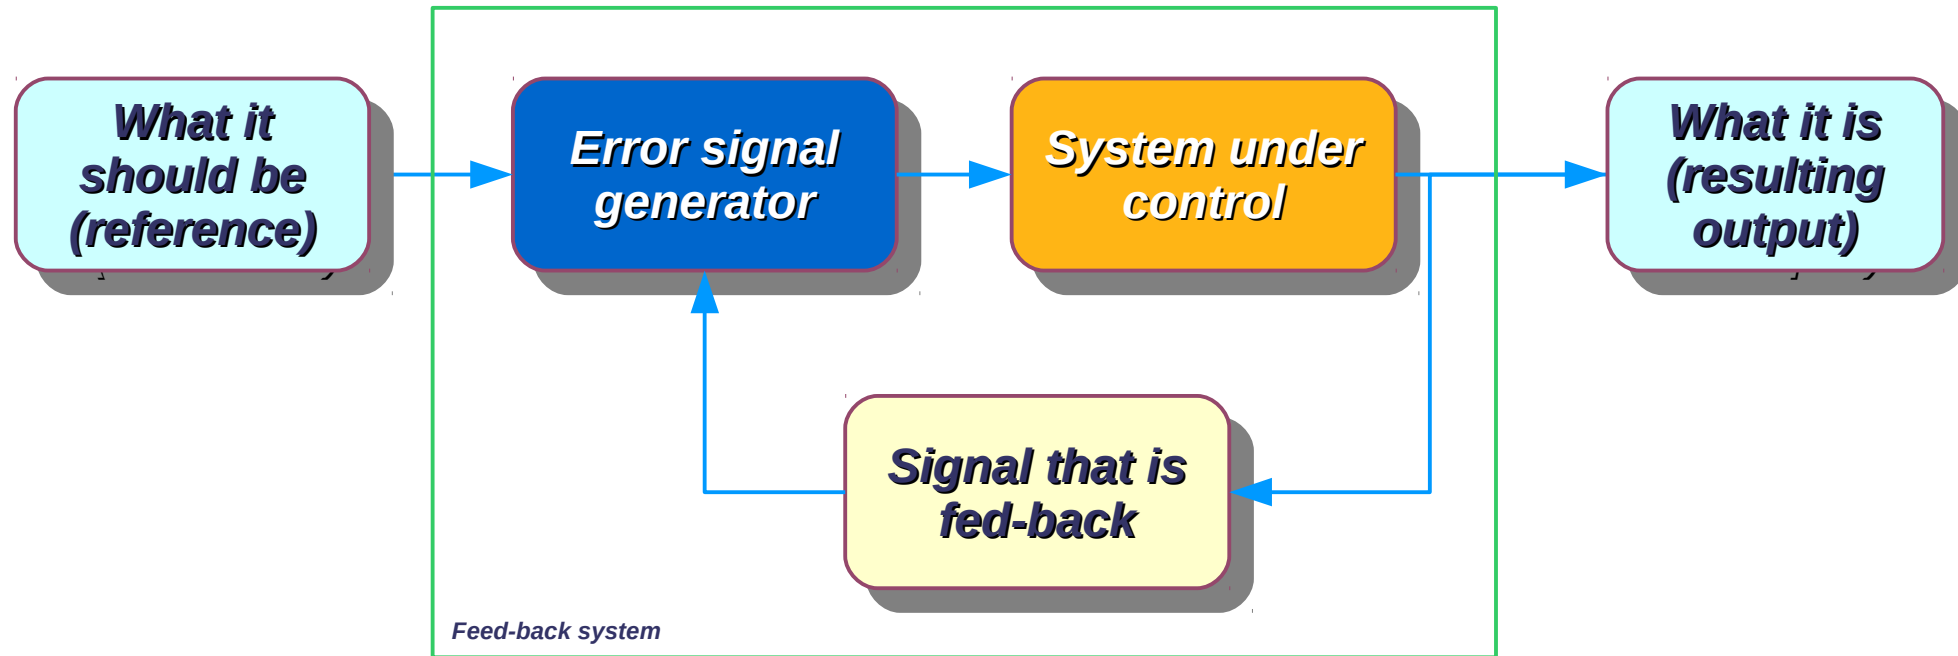 What it
should be
(reference)
Error signal
generator
System under
control
What it is
(resulting
output)
Signal that is
fed-back
Feed-back system